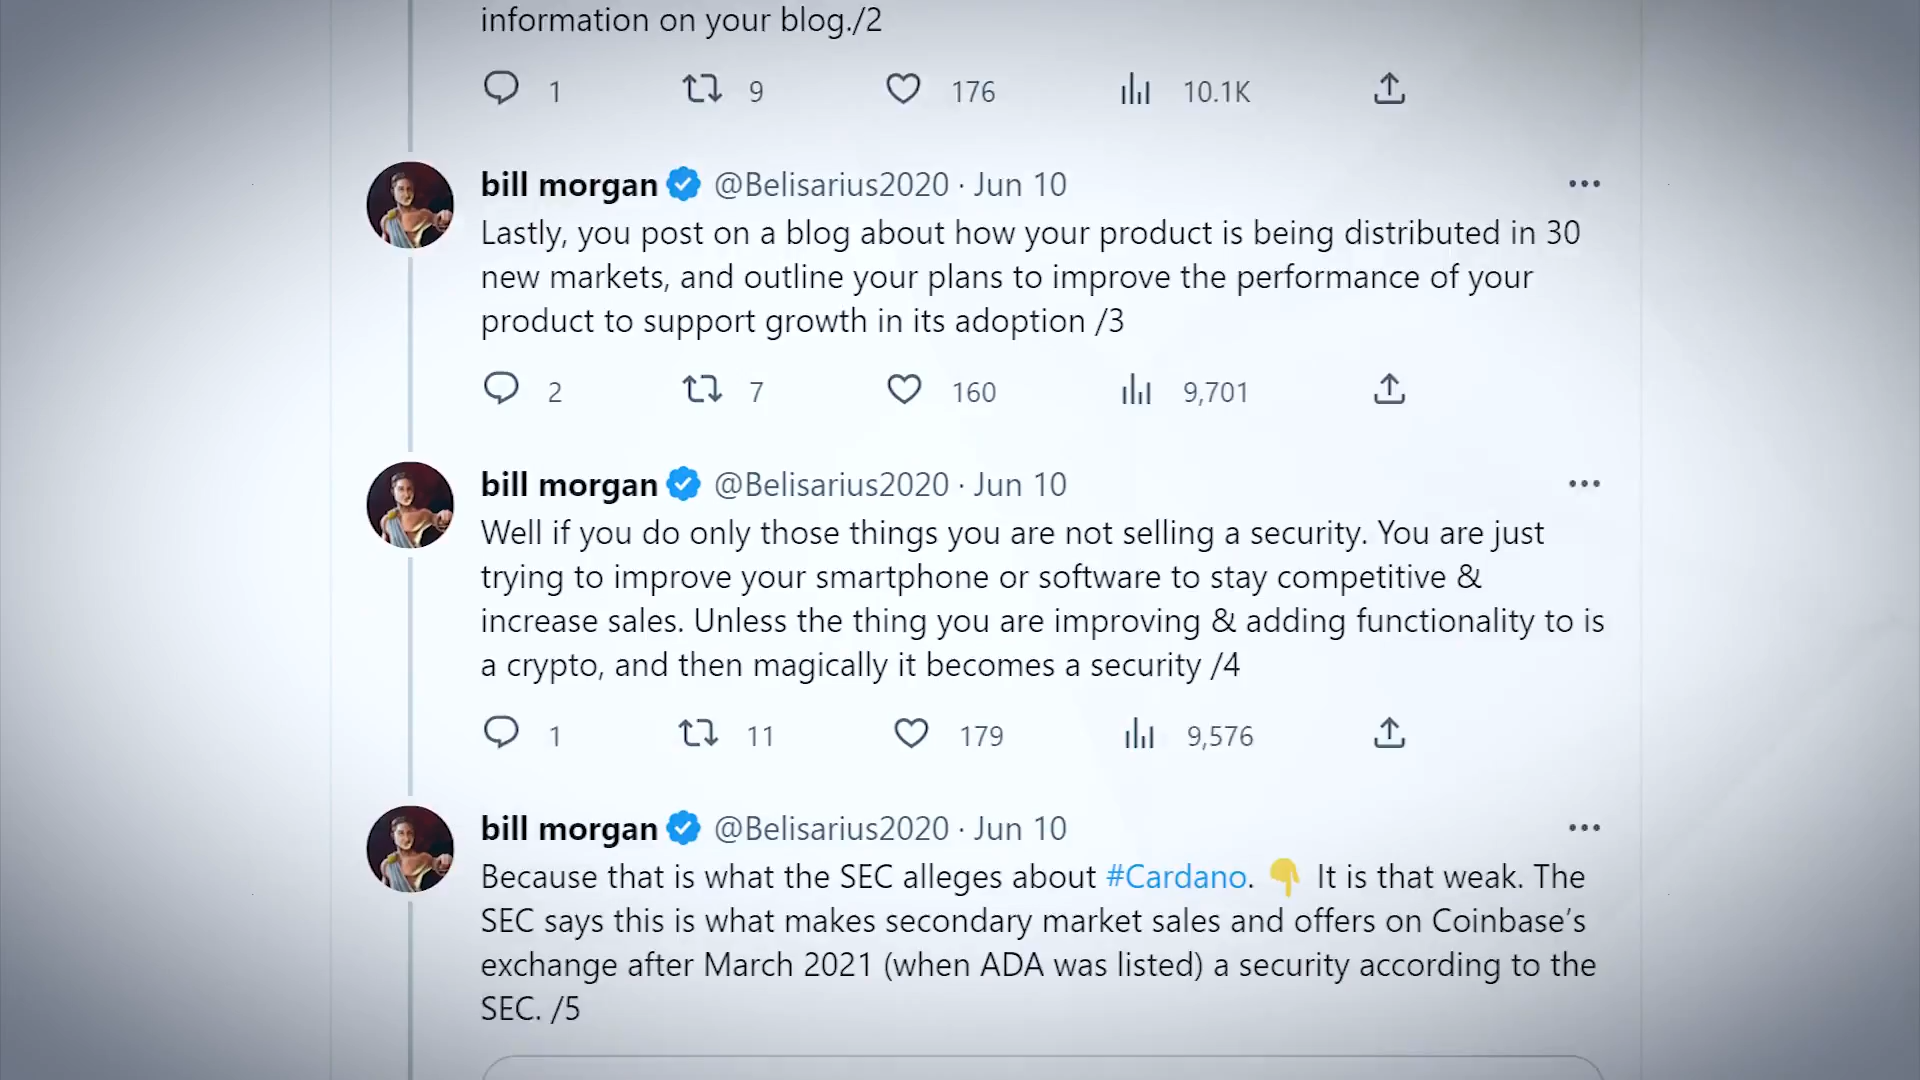 information on your blog./2
1 9 176 10.1K
bill morgan @Belisarius2020 · Jun 10
Lastly, you post on a blog about how your product is being distributed in 30
new markets, and outline your plans to improve the performance of your
product to support growth in its adoption /3
2 7 160 9,701
bill morgan @Belisarius2020 · Jun 10
Well if you do only those things you are not selling a security. You are just
trying to improve your smartphone or software to stay competitive &
increase sales. Unless the thing you are improving & adding functionality to is
a crypto, and then magically it becomes a security /4
1 11 179 9,576
bill morgan @Belisarius2020 · Jun 10
Because that is what the SEC alleges about #Cardano. 👇 It is that weak. The
SEC says this is what makes secondary market sales and offers on Coinbase’s
exchange after March 2021 (when ADA was listed) a security according to the
SEC. /5